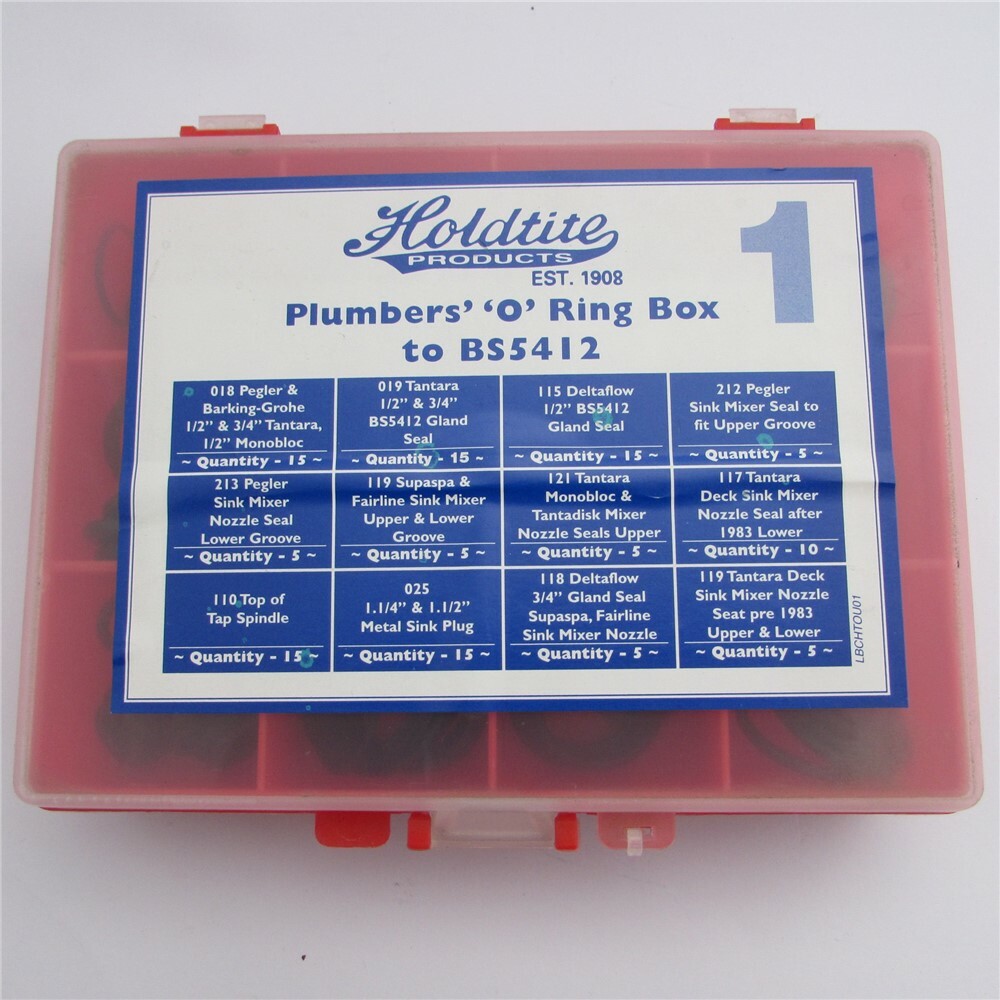 Holdtite
PRODUCTS
EST. 1908
1
Plumbers’ ‘O’ Ring Box
to BS5412
018 Pegler &
Barking-Grohe
1/2” & 3/4” Tantara,
1/2” Monobloc
~ Quantity - 15 ~
019 Tantara
1/2” & 3/4”
BS5412 Gland
Seal
~ Quantity - 15 ~
115 Deltaflow
1/2” BS5412
Gland Seal
~ Quantity - 15 ~
212 Pegler
Sink Mixer Seal to
fit Upper Groove
~ Quantity - 5 ~
213 Pegler
Sink Mixer
Nozzle Seal
Lower Groove
~ Quantity - 5 ~
119 Supaspa &
Fairline Sink Mixer
Upper & Lower
Groove
~ Quantity - 5 ~
121 Tantara
Monobloc &
Tantadisk Mixer
Nozzle Seals Upper
~ Quantity - 5 ~
117 Tantara
Deck Sink Mixer
Nozzle Seal after
1983 Lower
~ Quantity - 10 ~
110 Top of
Tap Spindle
~ Quantity - 15 ~
025
1.1/4” & 1.1/2”
Metal Sink Plug
~ Quantity - 15 ~
118 Deltaflow
3/4” Gland Seal
Supaspa, Fairline
Sink Mixer Nozzle
~ Quantity - 5 ~
119 Tantara Deck
Sink Mixer Nozzle
Seat pre 1983
Upper & Lower
~ Quantity - 5 ~
LBCHTOU01